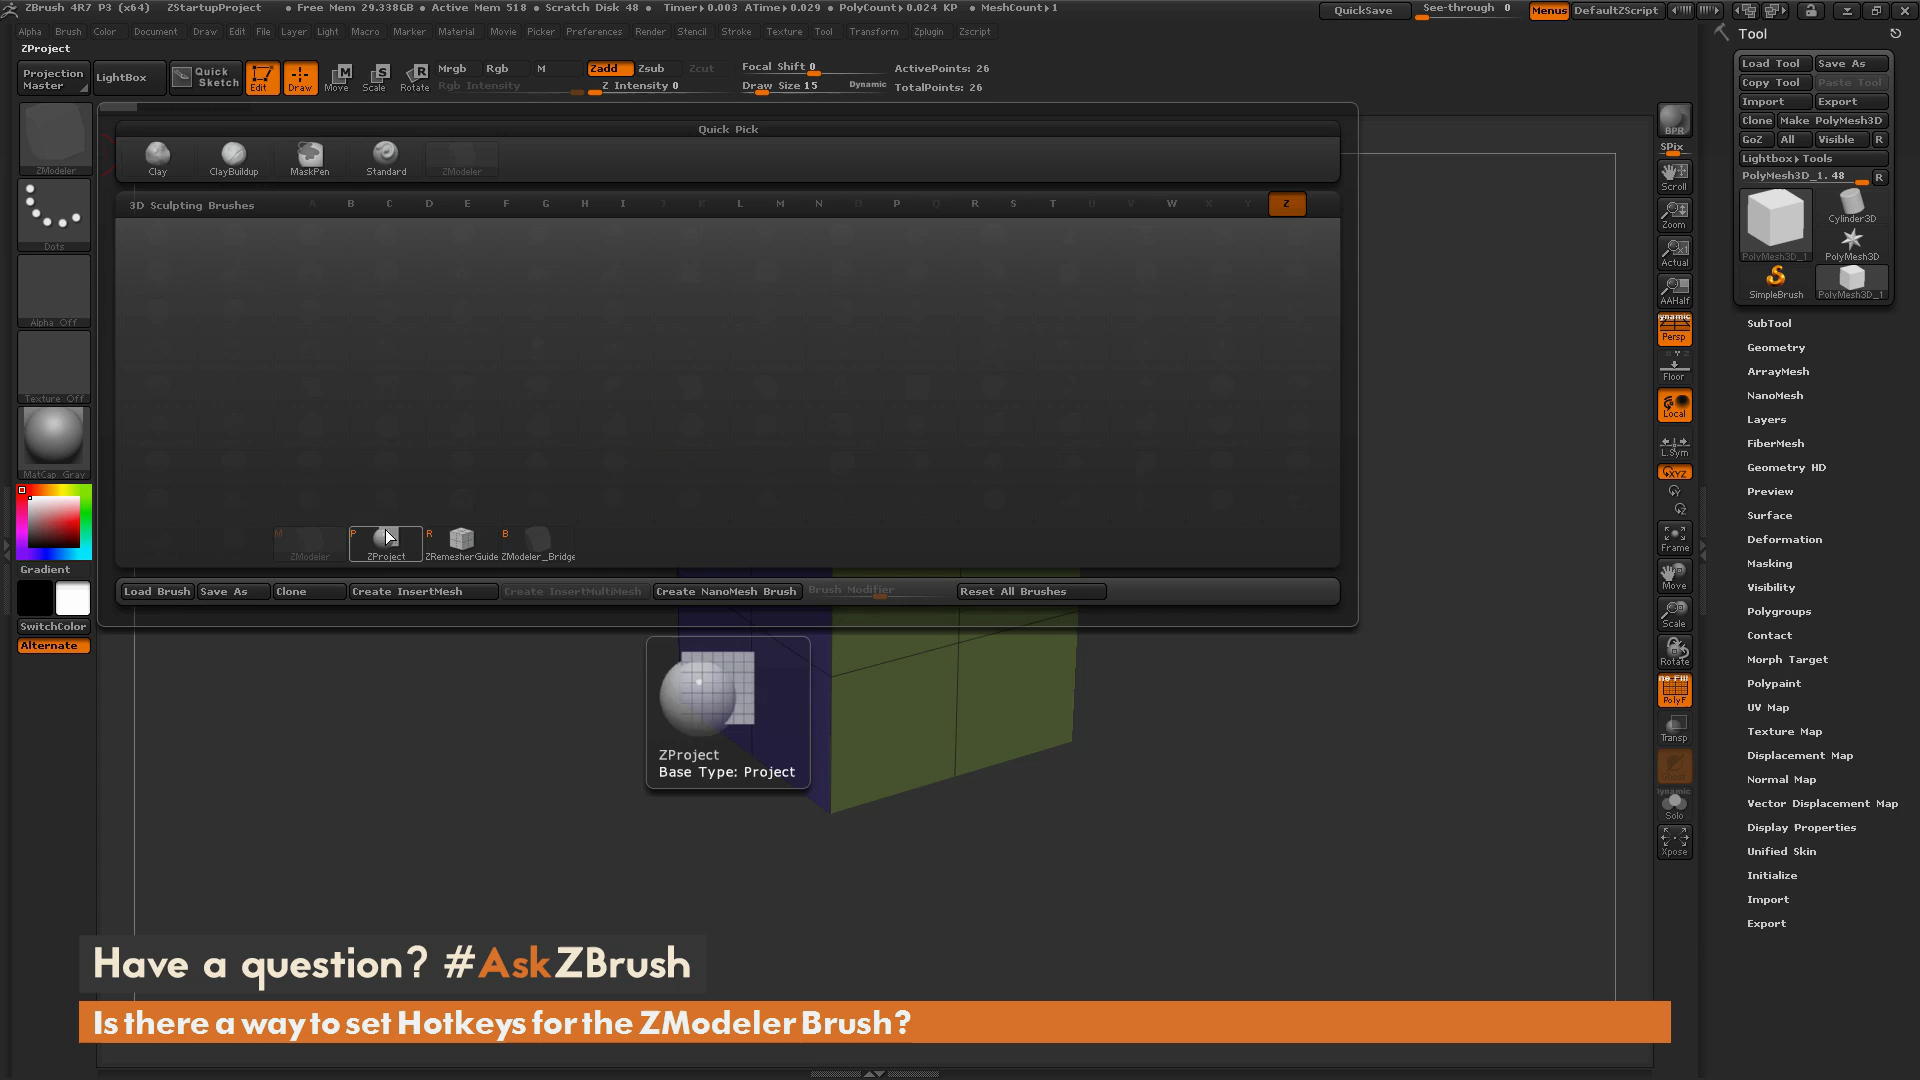 ZBrush 4R7 P3 (x64) ZStartupProject • Free Mem 29.338GB • Active Mem 518 • Scratch Disk 48 • Timer▸0.003 ATime▸0.029 • PolyCount▸0.024 KP • MeshCount▸1 QuickSave See-through 0 Menus DefaultZScript
Alpha Brush Color Document Draw Edit File Layer Light Macro Marker Material Movie Picker Preferences Render Stencil Stroke Texture Tool Transform Zplugin Zscript
ZProject
Projection Master
LightBox
Quick Sketch
Edit
Draw
Move
Scale
Rotate
Mrgb Rgb M
Rgb Intensity
Zadd Zsub Zcut
Z Intensity 0
Focal Shift 0
Draw Size 15
Dynamic
ActivePoints: 26
TotalPoints: 26
ZModeler
Dots
Alpha Off
Texture Off
MatCap Gray
Gradient
SwitchColor
Alternate
Quick Pick
Clay ClayBuildup MaskPen Standard ZModeler
3D Sculpting Brushes A B C D E F G H I J K L M N O P Q R S T U V W X Y Z
M P R B
ZModeler ZProject ZRemesherGuide ZModeler_Bridge
Load Brush Save As Clone Create InsertMesh Create InsertMultiMesh Create NanoMesh Brush Brush Modifier Reset All Brushes
ZProject
Base Type: Project
BPR
SPix
Scroll
Zoom
Actual
AAHalf
Persp
Floor
Local
L.Sym
XYZ
Frame
Move
Scale
Rotate
PolyF
Transp
Ghost
Dynamic
Solo
Xpose
Tool
Load Tool Save As
Copy Tool Paste Tool
Import Export
Clone Make PolyMesh3D
GoZ All Visible R
Lightbox▸Tools
PolyMesh3D_1. 48 R
PolyMesh3D_1
Cylinder3D
PolyMesh3D
SimpleBrush
PolyMesh3D_1
SubTool
Geometry
ArrayMesh
NanoMesh
Layers
FiberMesh
Geometry HD
Preview
Surface
Deformation
Masking
Visibility
Polygroups
Contact
Morph Target
Polypaint
UV Map
Texture Map
Displacement Map
Normal Map
Vector Displacement Map
Display Properties
Unified Skin
Initialize
Import
Export
Have a question? #AskZBrush
Is there a way to set Hotkeys for the ZModeler Brush?